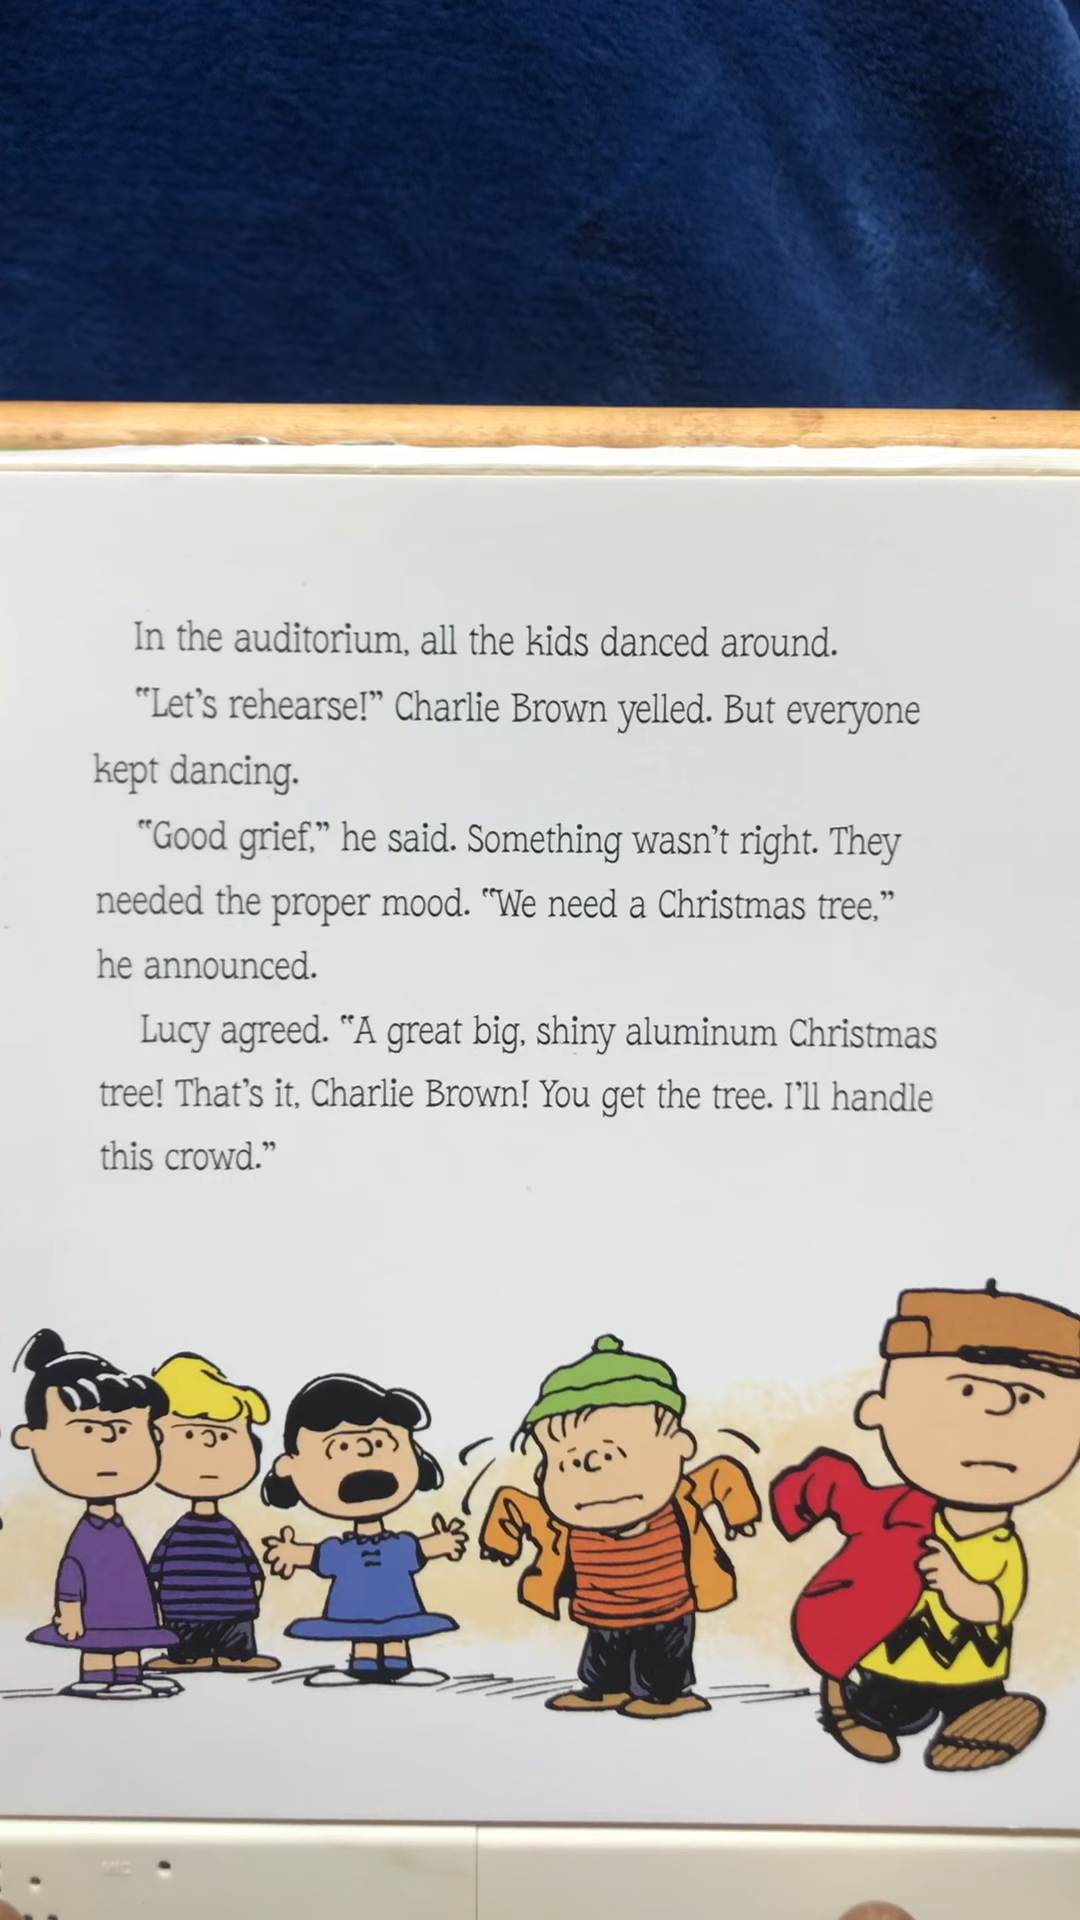 In the auditorium, all the kids danced around.
“Let’s rehearse!” Charlie Brown yelled. But everyone
kept dancing.
“Good grief,” he said. Something wasn’t right. They
needed the proper mood. “We need a Christmas tree,”
he announced.
Lucy agreed. “A great big, shiny aluminum Christmas
tree! That’s it, Charlie Brown! You get the tree. I’ll handle
this crowd.”
MIC